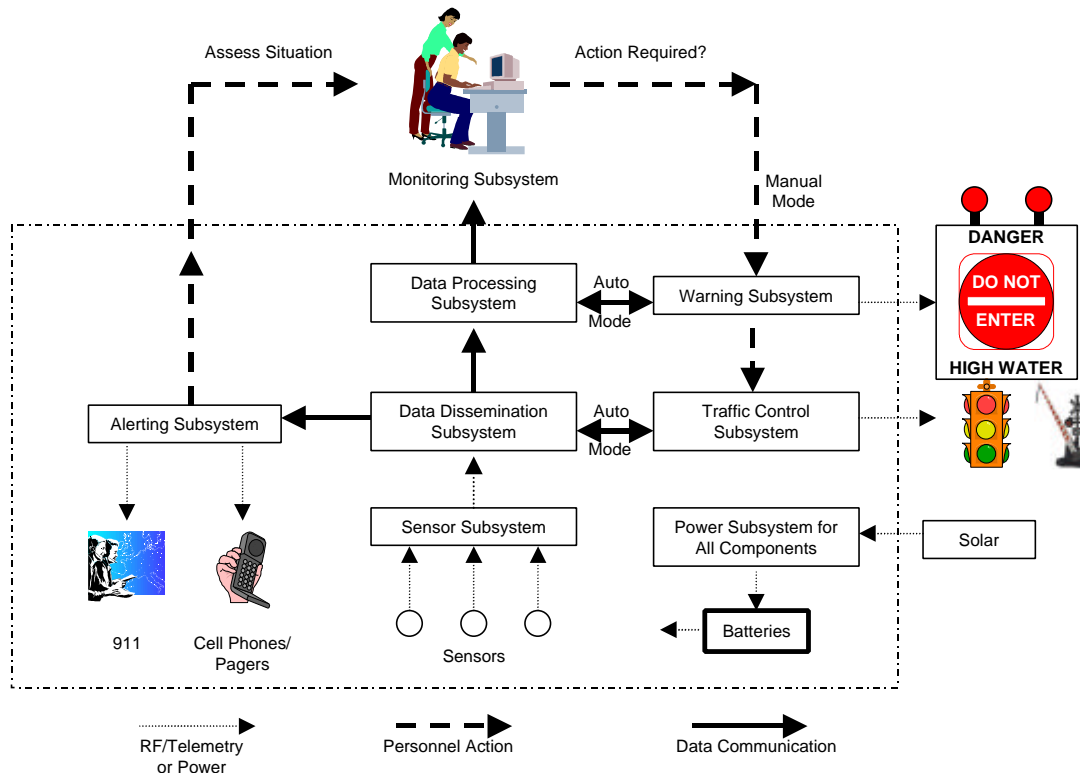 Assess Situation
Action Required?
Monitoring Subsystem
Manual
Mode
DANGER
DO NOT
ENTER
HIGH WATER
Data Processing
Subsystem
Auto
Mode
Warning Subsystem
Alerting Subsystem
Data Dissemination
Subsystem
Auto
Mode
Traffic Control
Subsystem
Sensor Subsystem
Power Subsystem for
All Components
Solar
Batteries
911
Cell Phones/
Pagers
Sensors
RF/Telemetry
or Power
Personnel Action
Data Communication